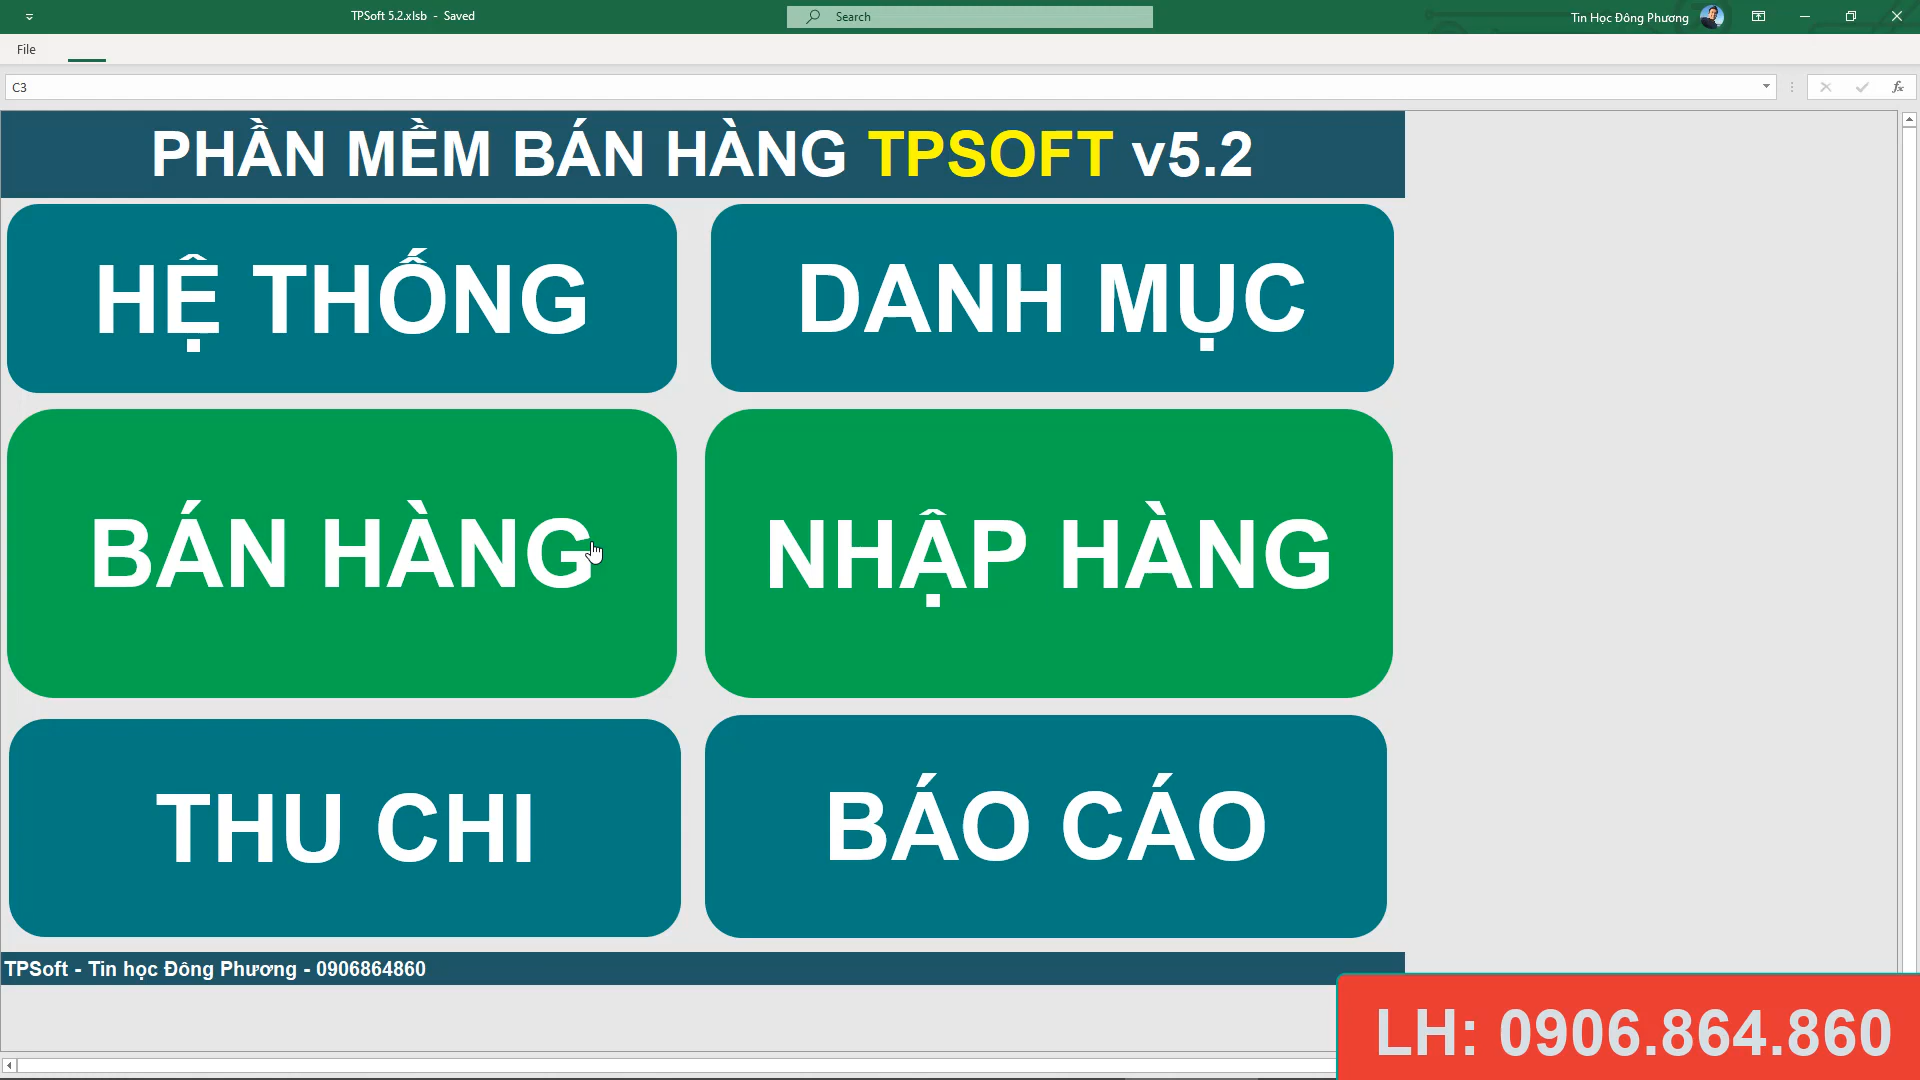 TPSoft 5.2.xlsb - Saved
Search
Tin Học Đông Phương
File
C3
fx
PHẦN MỀM BÁN HÀNG TPSOFT v5.2
HỆ THỐNG
DANH MỤC
BÁN HÀNG
NHẬP HÀNG
THU CHI
BÁO CÁO
TPSoft - Tin học Đông Phương - 0906864860
LH: 0906.864.860